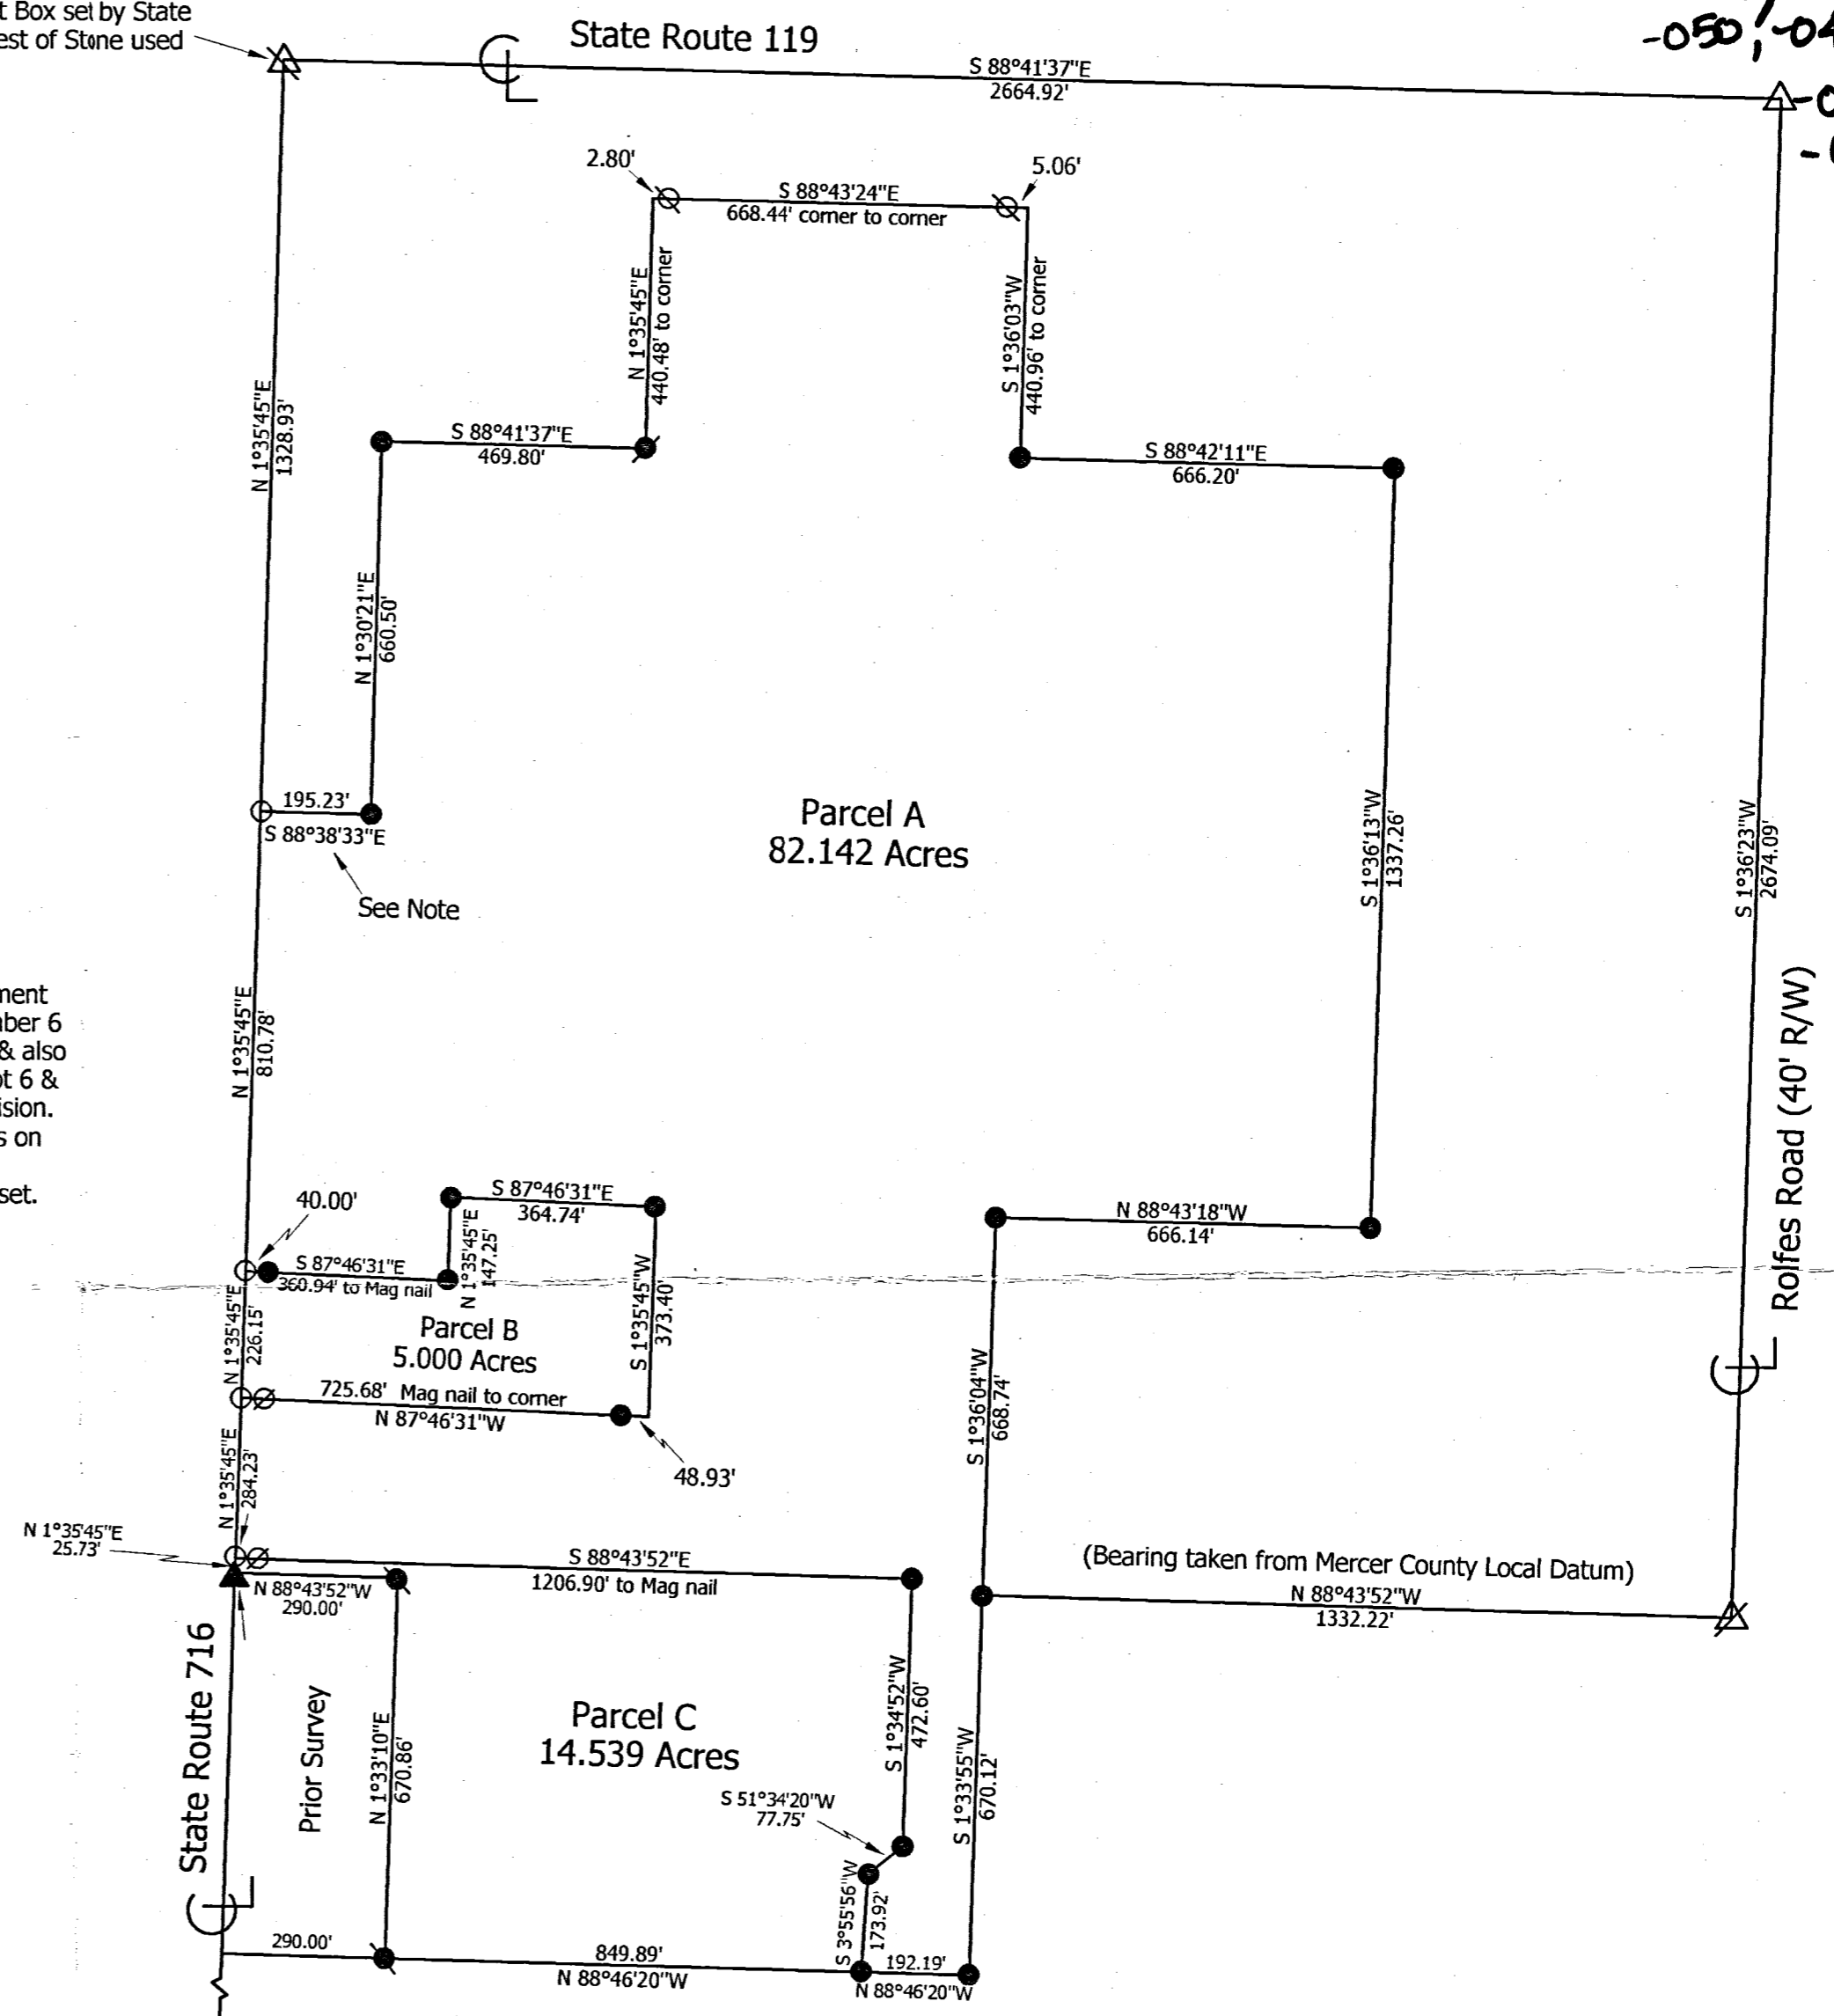 t Box set by State
est of Stone used
State Route 119
S 88°41'37"E
2664.92'
-050
2.80'
5.06'
S 88°43'24"E
668.44' corner to corner
N 1°35'45"E
440.48' to corner
S 1°36'03"W
440.96' to corner
N 1°35'45"E
1328.93'
S 88°41'37"E
469.80'
S 88°42'11"E
666.20'
N 1°30'21"E
660.50'
195.23'
S 88°38'33"E
See Note
Parcel A
82.142 Acres
S 1°36'13"W
1337.26'
S 1°36'23"W
2674.09'
Rolfes Road (40' R/W)
ment
ber 6
& also
t 6 &
ision.
s on
set.
N 1°35'45"E
810.78'
40.00'
S 87°46'31"E
364.74'
S 87°46'31"E
360.94' to Mag nail
N 1°35'45"E
147.25'
S 1°35'45"W
373.40'
N 88°43'18"W
666.14'
N 1°35'45"E
226.15'
Parcel B
5.000 Acres
725.68' Mag nail to corner
N 87°46'31"W
48.93'
S 1°36'04"W
668.74'
N 1°35'45"E
284.23'
N 1°35'45"E
25.73'
S 88°43'52"E
1206.90' to Mag nail
N 88°43'52"W
290.00'
(Bearing taken from Mercer County Local Datum)
N 88°43'52"W
1332.22'
State Route 716
Prior Survey
N 1°33'10"E
670.86'
Parcel C
14.539 Acres
S 1°34'52"W
472.60'
S 51°34'20"W
77.75'
S 1°33'55"W
670.12'
S 3°55'56"W
173.92'
290.00'
849.89'
N 88°46'20"W
192.19'
N 88°46'20"W